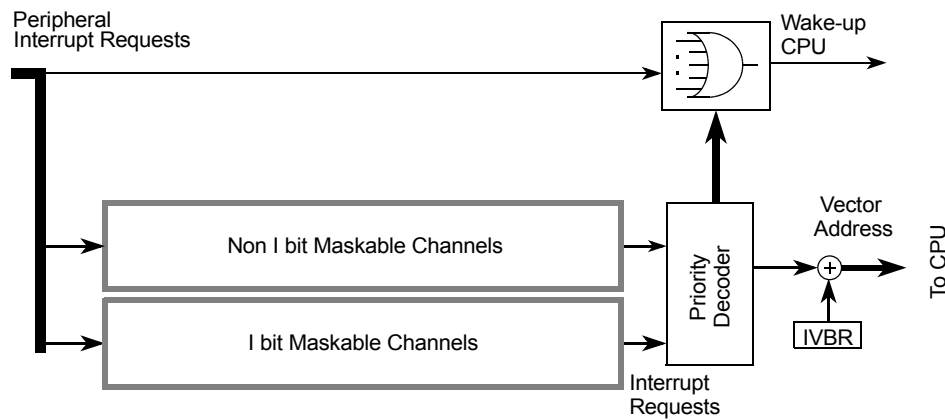 Peripheral
Interrupt Requests
Wake-up
CPU
Non I bit Maskable Channels
I bit Maskable Channels
Priority
Decoder
Interrupt
Requests
Vector
Address
IVBR
To CPU